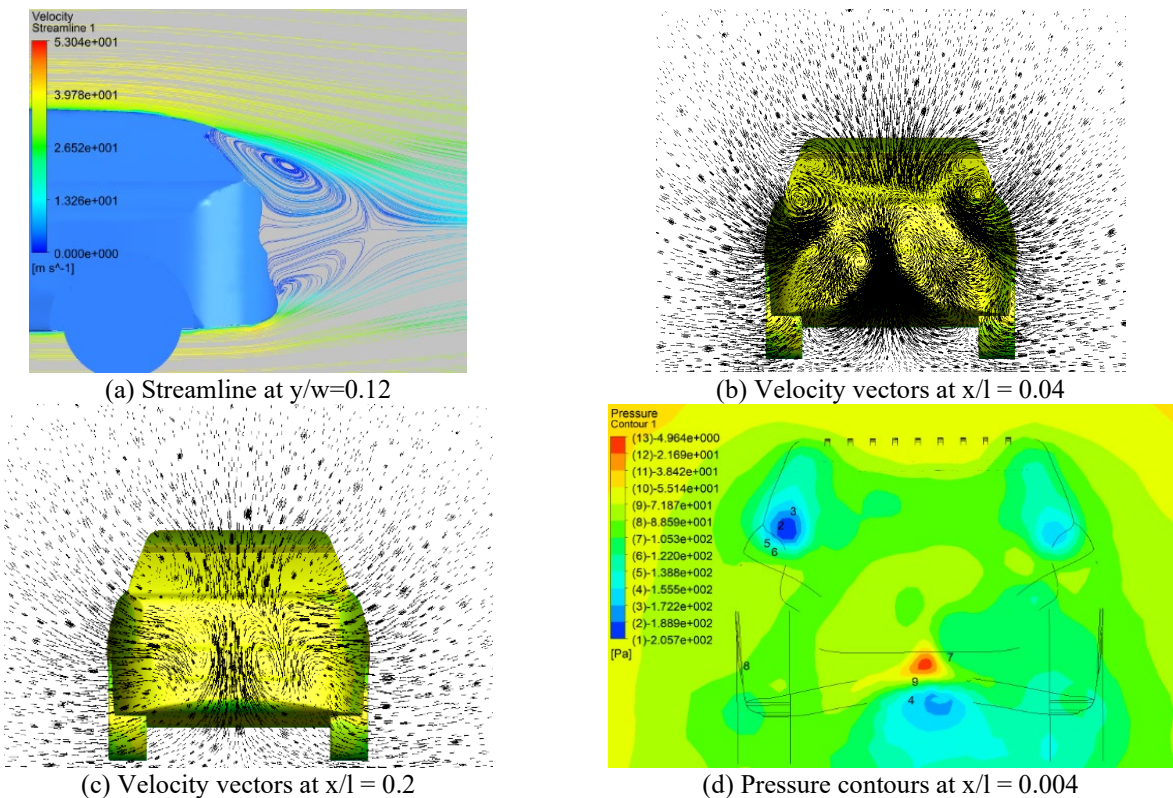 Velocity
Streamline 1
5.304e+001
3.978e+001
2.652e+001
1.326e+001
0.000e+000
[m s^-1]
(a) Streamline at y/w=0.12
(b) Velocity vectors at x/l = 0.04
(c) Velocity vectors at x/l = 0.2
Pressure
Contour 1
(13)-4.964e+000
(12)-2.169e+001
(11)-3.842e+001
(10)-5.514e+001
(9)-7.187e+001
(8)-8.859e+001
(7)-1.053e+002
(6)-1.220e+002
(5)-1.388e+002
(4)-1.555e+002
(3)-1.722e+002
(2)-1.889e+002
(1)-2.057e+002
[Pa]
3
2
5
6
7
8
9
4
(d) Pressure contours at x/l = 0.004